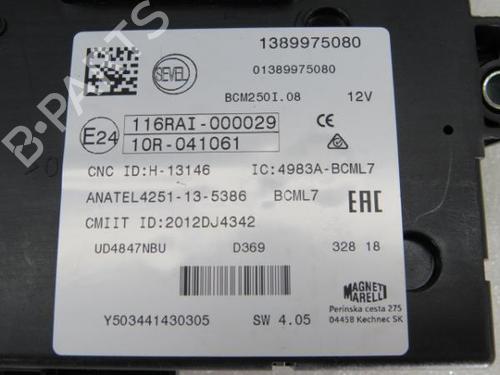 1389975080
SEVEL
01389975080
BCM250I.08 12V
E24
116RAI-000029
10R-041061
CE
CNC ID:H-13146 IC:4983A-BCML7
ANATEL4251-13-5386 BCML7
EAC
CMIIT ID:2012DJ4342
UD4847NBU D369 328 18
MAGNETI
MARELLI
Perinska cesta 275
04458 Kechnec SK
Y503441430305 SW 4.05
B-PARTS